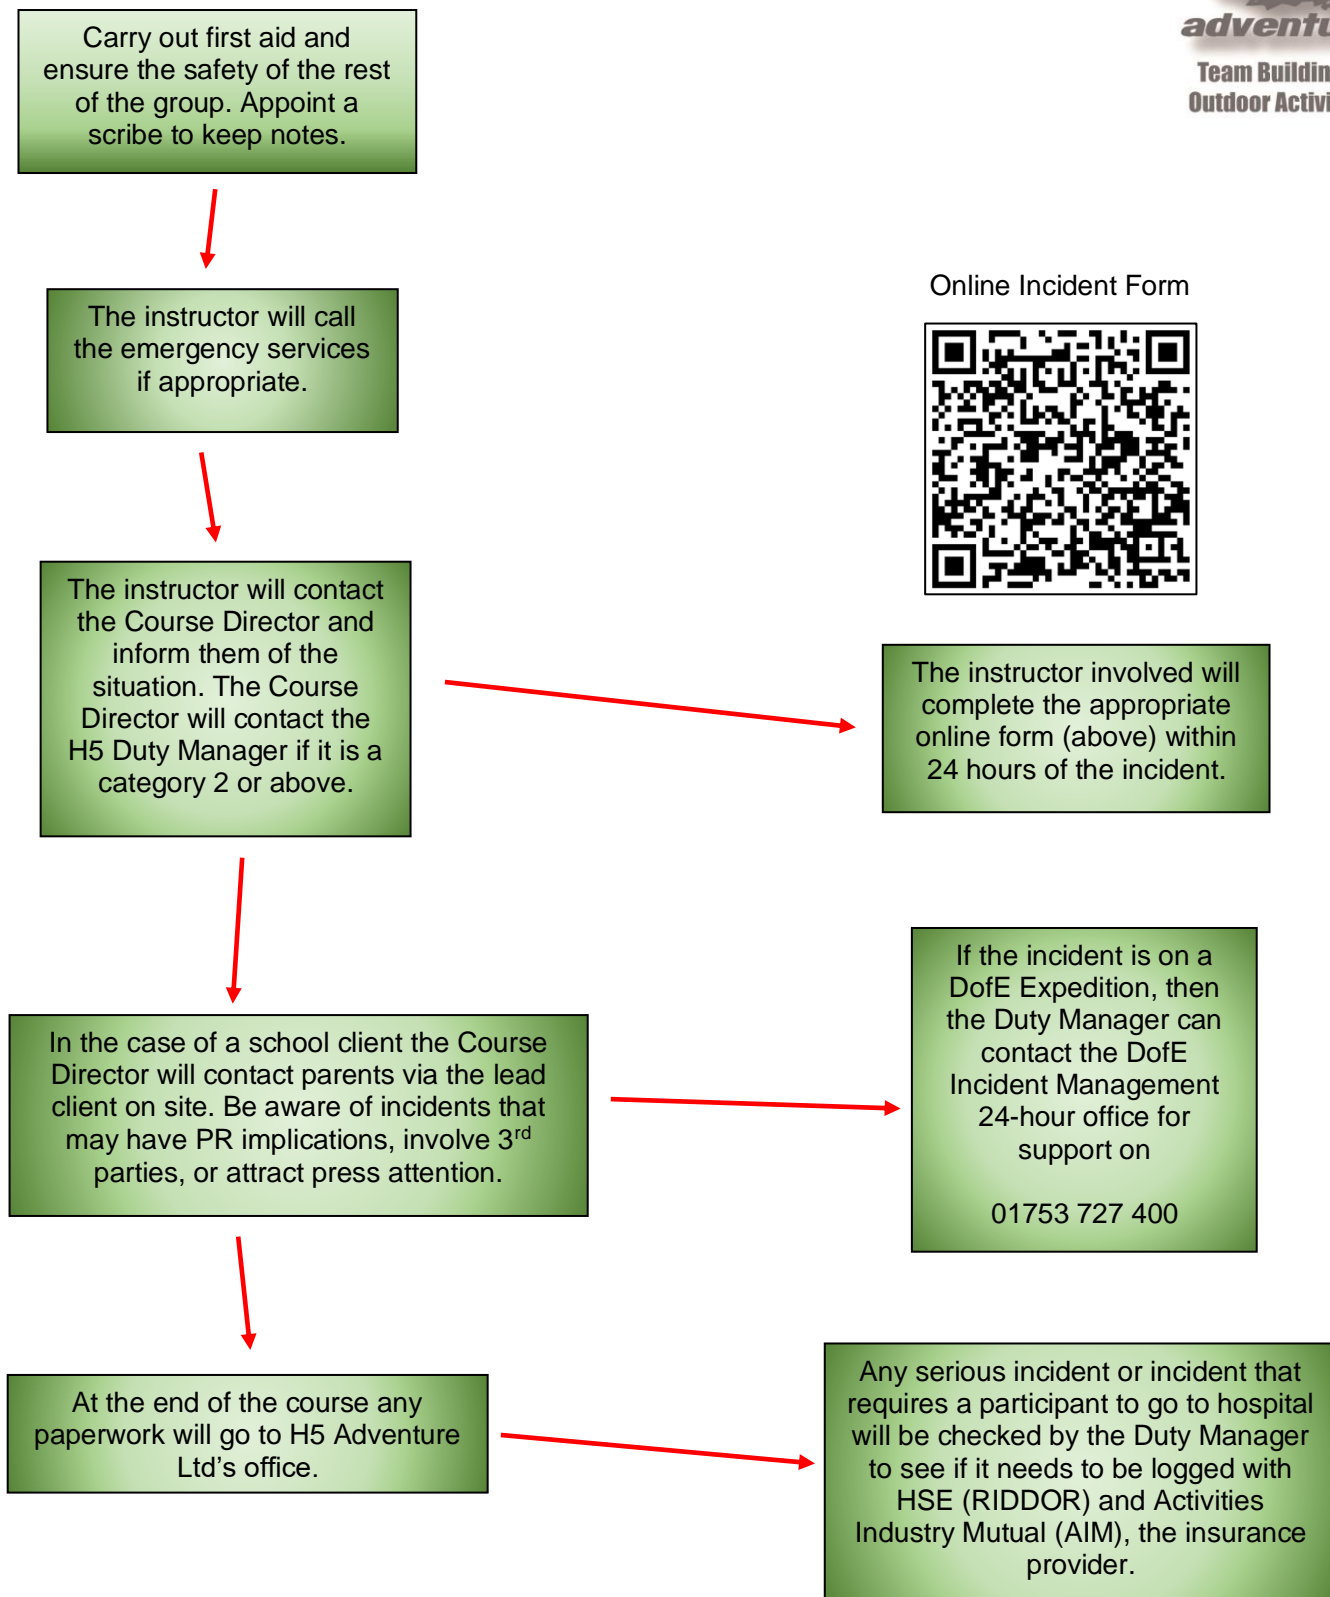 adventu
Team Buildin
Outdoor Activi
Carry out first aid and
ensure the safety of the rest
of the group. Appoint a
scribe to keep notes.
The instructor will call
the emergency services
if appropriate.
Online Incident Form
The instructor will contact
the Course Director and
inform them of the
situation. The Course
Director will contact the
H5 Duty Manager if it is a
category 2 or above.
The instructor involved will
complete the appropriate
online form (above) within
24 hours of the incident.
In the case of a school client the Course
Director will contact parents via the lead
client on site. Be aware of incidents that
may have PR implications, involve 3rd
parties, or attract press attention.
If the incident is on a
DofE Expedition, then
the Duty Manager can
contact the DofE
Incident Management
24-hour office for
support on
01753 727 400
At the end of the course any
paperwork will go to H5 Adventure
Ltd’s office.
Any serious incident or incident that
requires a participant to go to hospital
will be checked by the Duty Manager
to see if it needs to be logged with
HSE (RIDDOR) and Activities
Industry Mutual (AIM), the insurance
provider.